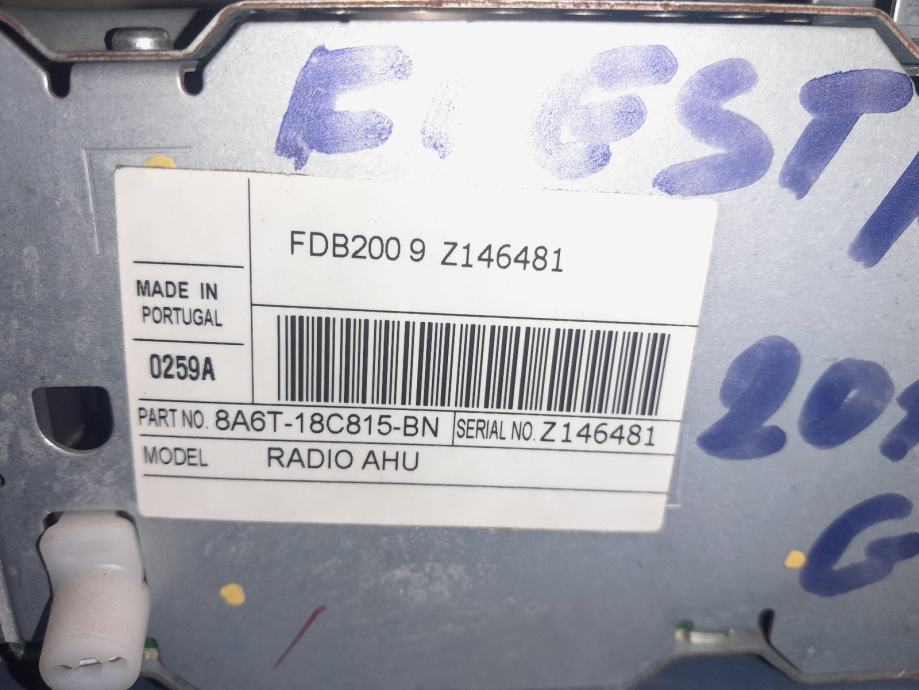 FDB200 9 Z146481
MADE IN
PORTUGAL
0259A
PART NO. 8A6T-18C815-BN
SERIAL NO. Z146481
MODEL RADIO AHU